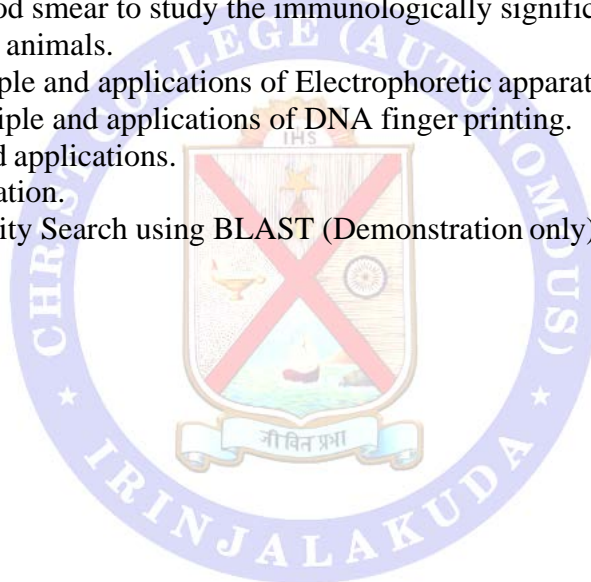 od smear to study the immunologically signific
animals.
ple and applications of Electrophoretic apparat
iple and applications of DNA finger printing.
d applications.
ation.
ity Search using BLAST (Demonstration only)
CHRIST COLLEGE (AUTONOMOUS)
IHS
जीवित प्रभा
★ IRINJALAKUDA ★